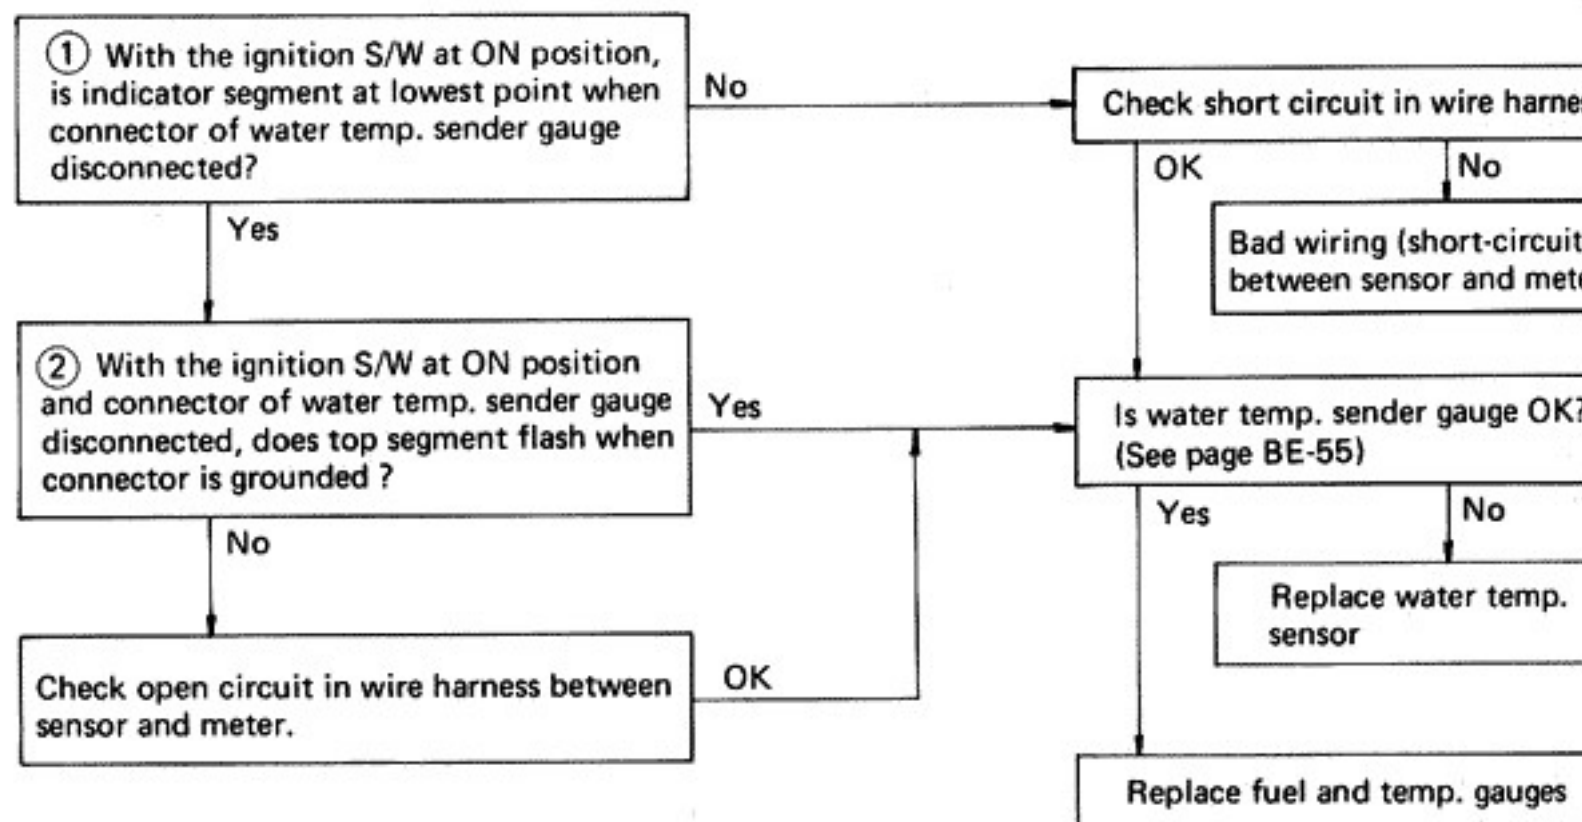 ① With the ignition S/W at ON position,
is indicator segment at lowest point when
connector of water temp. sender gauge
disconnected?
No
Check short circuit in wire
OK
No
Yes
Bad wiring (short-circuit
between sensor and
② With the ignition S/W at ON position
and connector of water temp. sender gauge
disconnected, does top segment flash when
connector is grounded ?
Yes
Is water temp. sender gauge OK?
(See page BE-55)
Yes
No
No
Replace water temp.
sensor
Check open circuit in wire harness between
sensor and meter.
OK
Replace fuel and temp. gauges